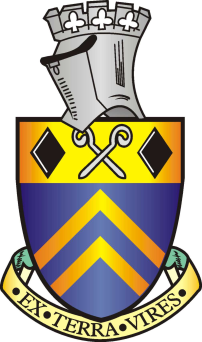 • EX • TERRA • VIRES •